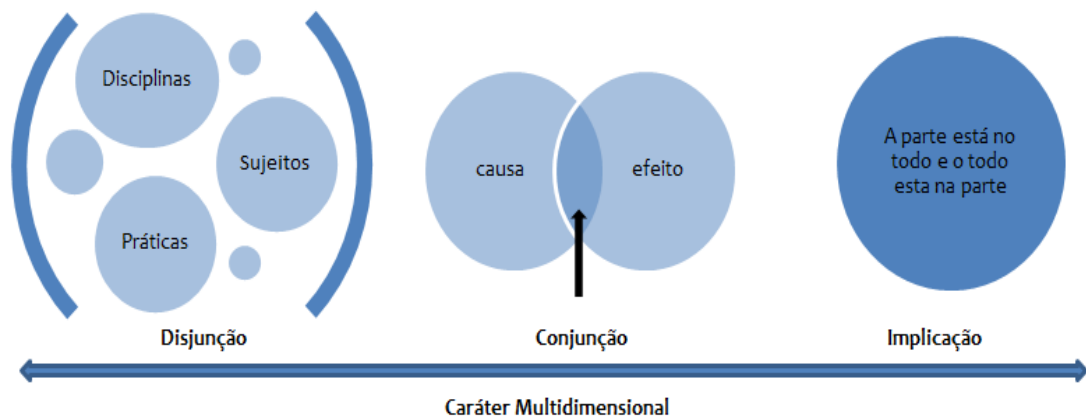 Disciplinas
Sujeitos
Práticas
causa
efeito
A parte está no
todo e o todo
esta na parte
Disjunção
Conjunção
Implicação
Caráter Multidimensional